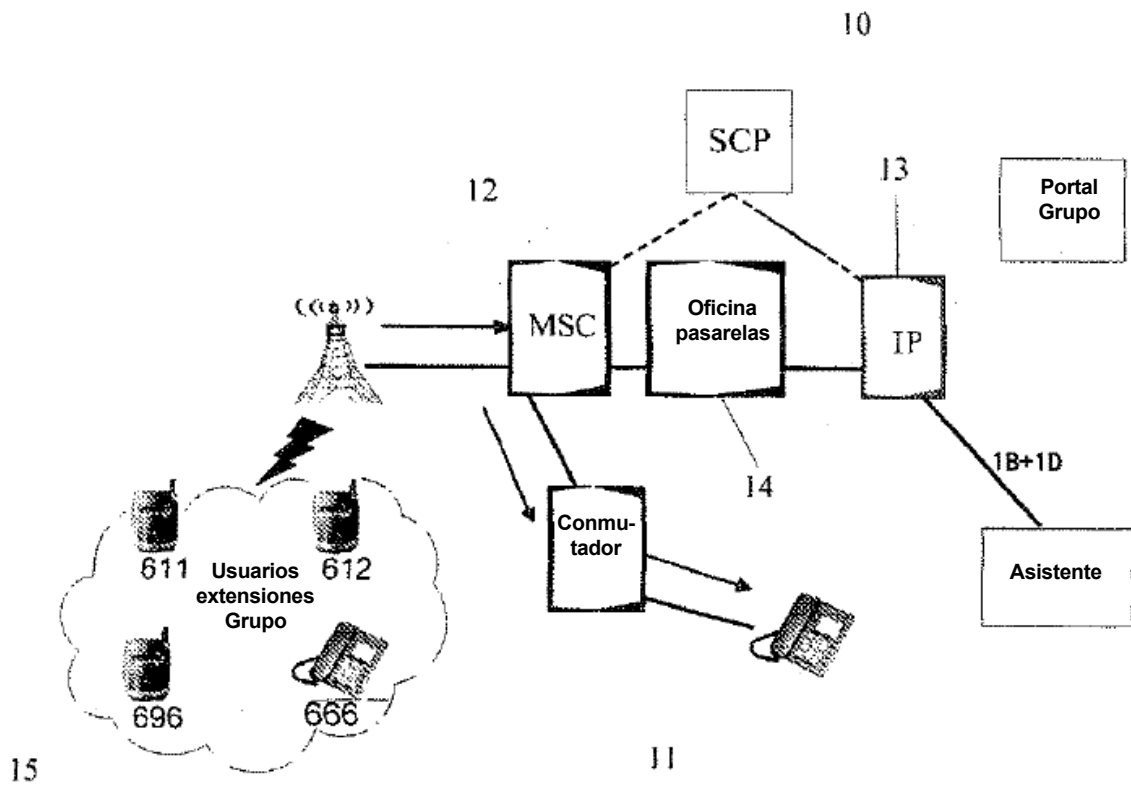 10
SCP
12
13
Portal
Grupo
MSC
Oficina
pasarelas
IP
1B+1D
14
Conmu-
tador
Asistente
611
612
Usuarios
extensiones
Grupo
696
666
11
15